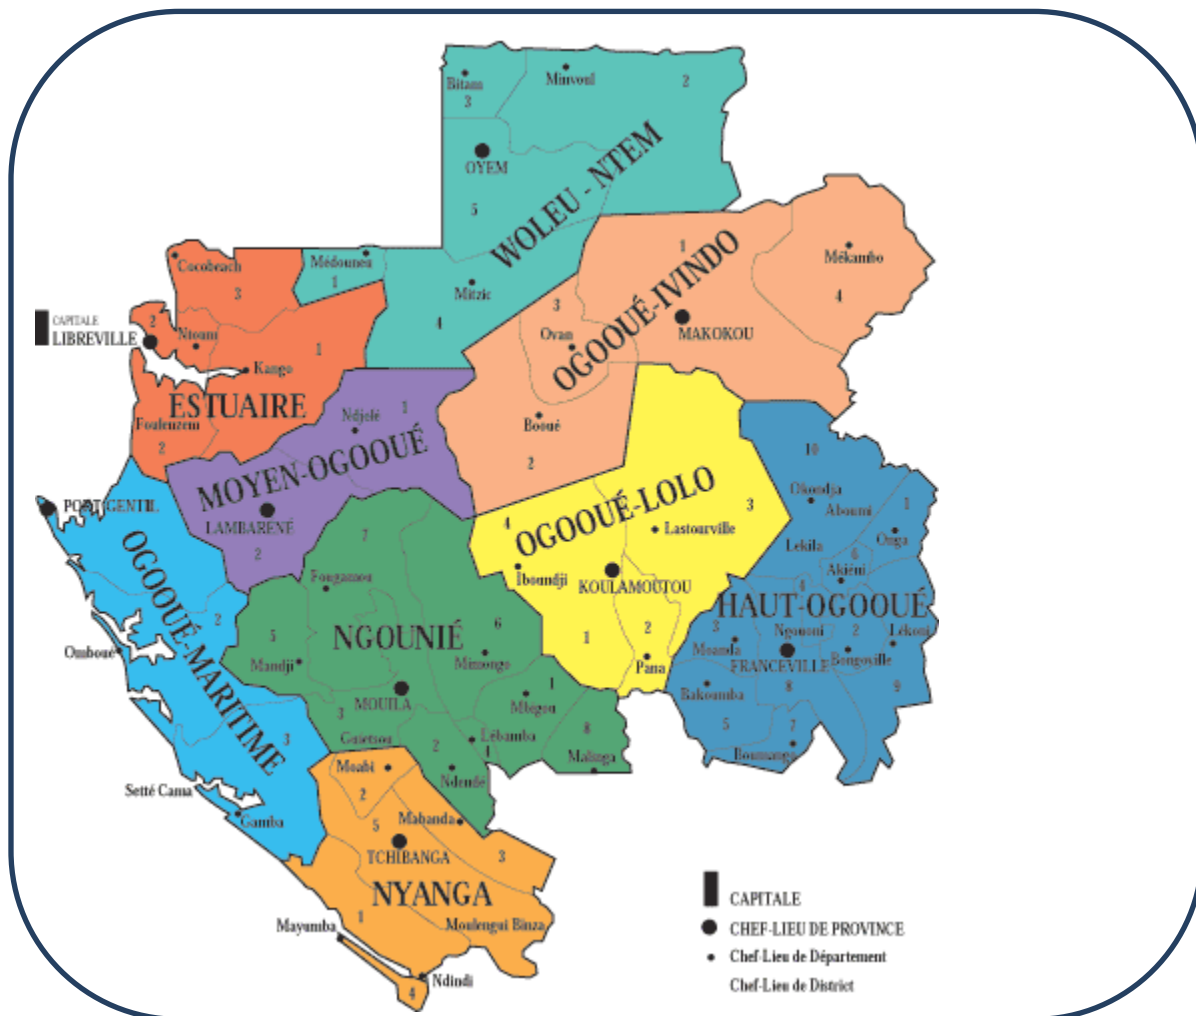 Bitam
3
Minvoul
2
OYEM
5
WOLEU - NTEM
Cocobeach
3
Médouneu
1
Mitzic
4
1
Mékambo
4
3
Ovan
MAKOKOU
OGOOUÉ-IVINDO
Booué
2
CAPITALE
LIBREVILLE
2
Ntoum
1
Kango
ESTUAIRE
Foulenzem
2
Ndjolé
1
MOYEN-OGOOUÉ
LAMBARENÉ
2
PORT-GENTIL
OGOOUÉ-MARITIME
2
Omboué
3
Setté Cama
Gamba
4
OGOOUÉ-LOLO
3
Lastourville
Iboundji
KOULAMOUTOU
1
2
Pana
10
Okondja
Aboumi
1
Onga
Lekila
6
Akiéni
4
HAUT-OGOOUÉ
3
Ngouoni
2
Lékoni
Moanda
FRANCEVILLE
Bongoville
Bakoumba
8
9
5
7
Boumango
7
Fougamou
5
NGOUNIÉ
6
Mandji
Mimongo
MOUILA
1
Mbigou
3
Guietsou
2
Lébamba
4
8
Malinga
Ndendé
Moabi
2
5
Mabanda
TCHIBANGA
3
NYANGA
1
Mayumba
Moulengui Binza
Ndindi
4
CAPITALE
CHEF-LIEU DE PROVINCE
Chef-Lieu de Département
Chef-Lieu de District